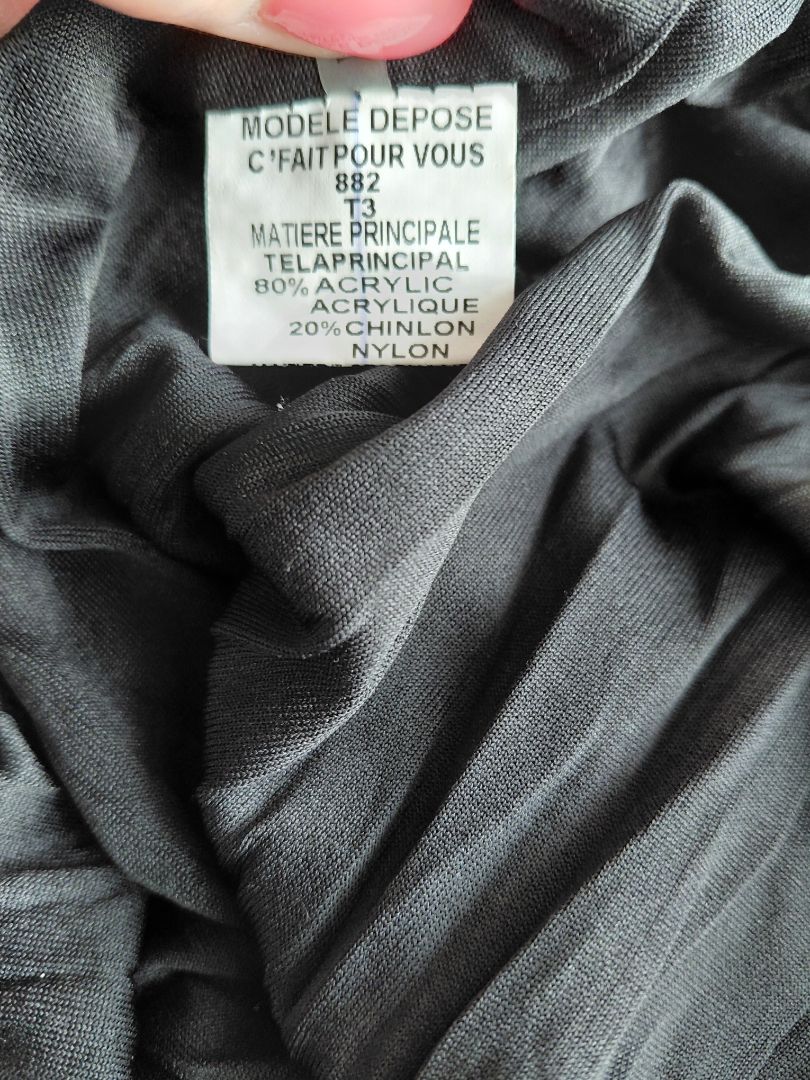 MODELE DEPOSE
C'FAIT POUR VOUS
882
T3
MATIERE PRINCIPALE
TELAPRINCIPAL
80% ACRYLIC
ACRYLIQUE
20% CHINLON
NYLON